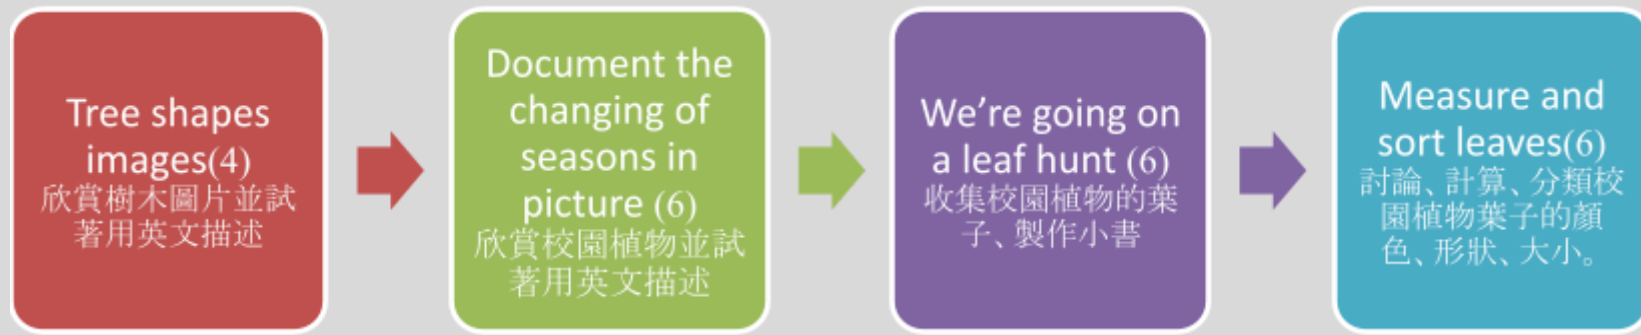 Tree shapes
images(4)
欣賞樹木圖片並試
著用英文描述
Document the
changing of
seasons in
picture (6)
欣賞校園植物並試
著用英文描述
We’re going on
a leaf hunt (6)
收集校園植物的葉
子、製作小書
Measure and
sort leaves(6)
討論、計算、分類校
園植物葉子的顏
色、形狀、大小。